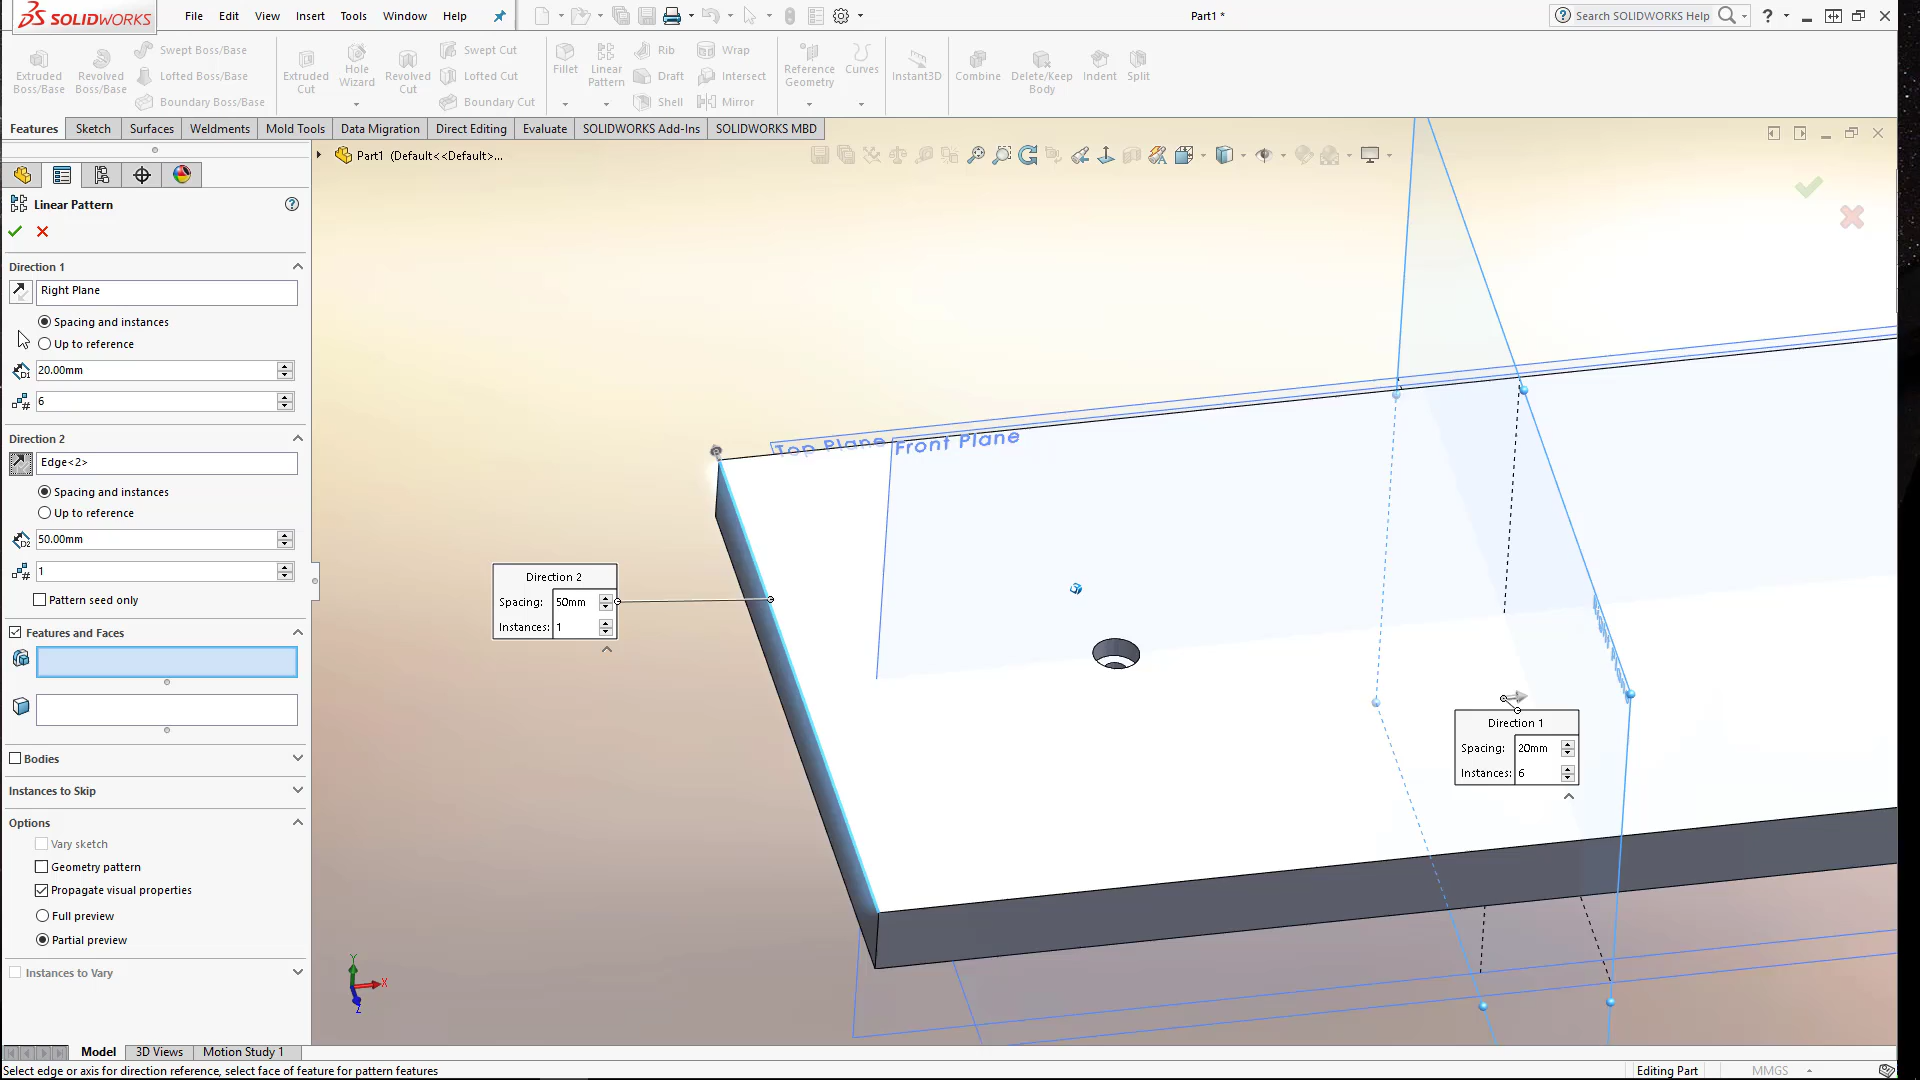 SOLIDWORKS
File Edit View Insert Tools Window Help
Part1 *
Search SOLIDWORKS Help
?
Extruded Boss/Base
Revolved Boss/Base
Swept Boss/Base
Lofted Boss/Base
Boundary Boss/Base
Extruded Cut
Hole Wizard
Revolved Cut
Swept Cut
Lofted Cut
Boundary Cut
Fillet
Linear Pattern
Rib
Draft
Shell
Wrap
Intersect
Mirror
Reference Geometry
Curves
Instant3D
Combine
Delete/Keep Body
Indent
Split
Features Sketch Surfaces Weldments Mold Tools Data Migration Direct Editing Evaluate SOLIDWORKS Add-Ins SOLIDWORKS MBD
Part1 (Default<<Default>...
Linear Pattern
Direction 1
Right Plane
Spacing and instances
Up to reference
20.00mm
6
Direction 2
Edge<2>
Spacing and instances
Up to reference
50.00mm
1
Pattern seed only
Features and Faces
Bodies
Instances to Skip
Options
Vary sketch
Geometry pattern
Propagate visual properties
Full preview
Partial preview
Instances to Vary
Top Plane
Front Plane
Direction 2
Spacing: 50mm
Instances: 1
Direction 1
Spacing: 20mm
Instances: 6
Y
X
Z
Model 3D Views Motion Study 1
Select edge or axis for direction reference, select face of feature for pattern features
Editing Part
MMGS